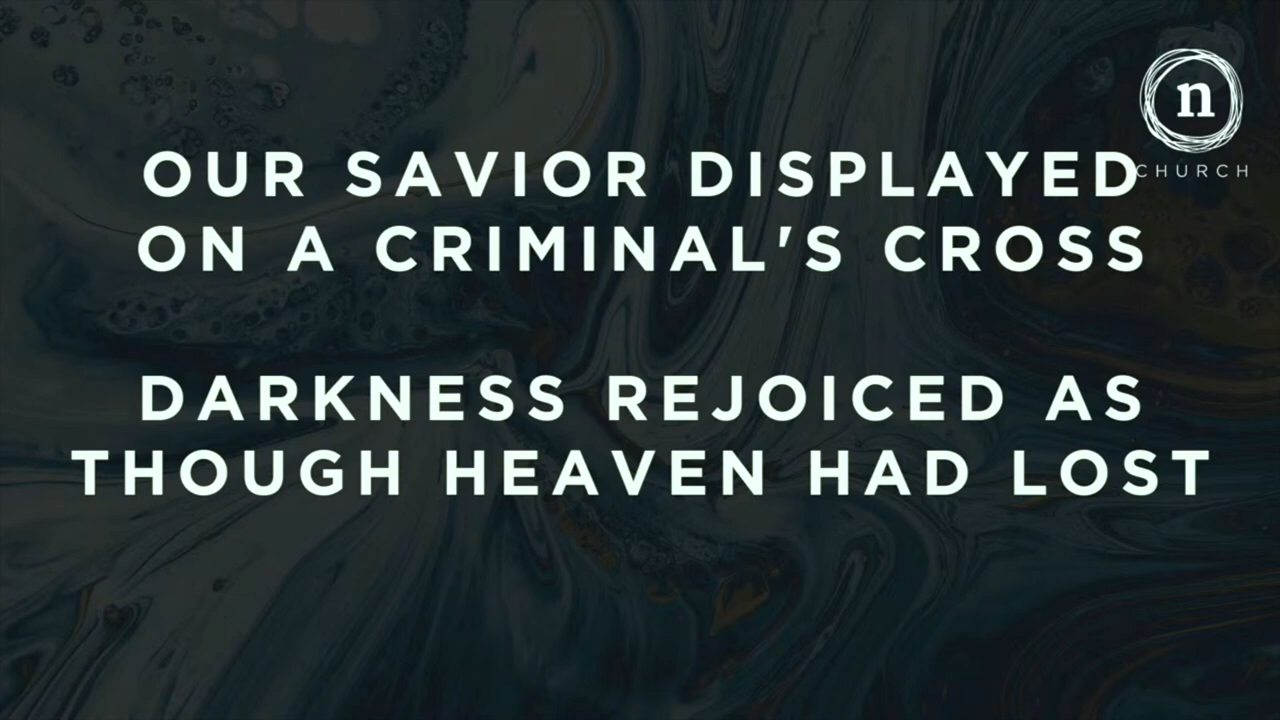 n
CHURCH
OUR SAVIOR DISPLAYED
ON A CRIMINAL'S CROSS
DARKNESS REJOICED AS
THOUGH HEAVEN HAD LOST